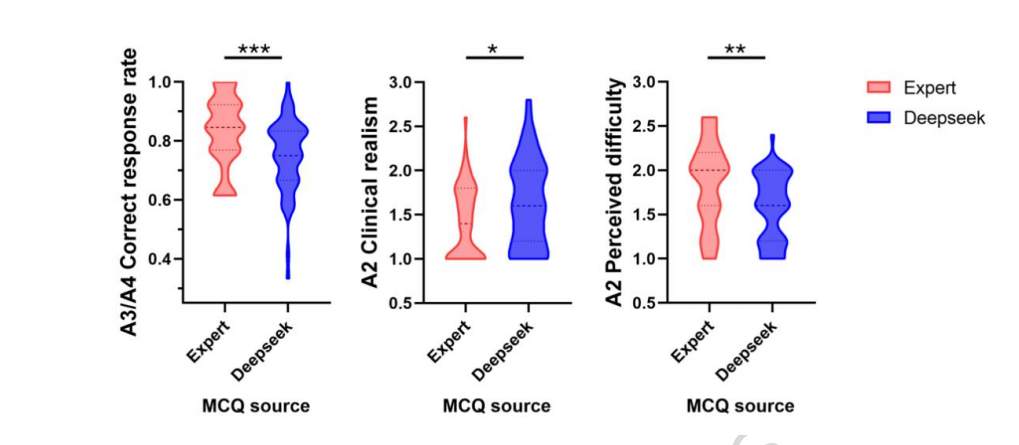 A3/A4 Correct response rate
***
1.0
0.8
0.6
0.4
Expert
Deepseek
MCQ source
A2 Clinical realism
*
3.0
2.5
2.0
1.5
1.0
0.5
Expert
Deepseek
MCQ source
A2 Perceived difficulty
**
3.0
2.5
2.0
1.5
1.0
0.5
Expert
Deepseek
MCQ source
Expert
Deepseek